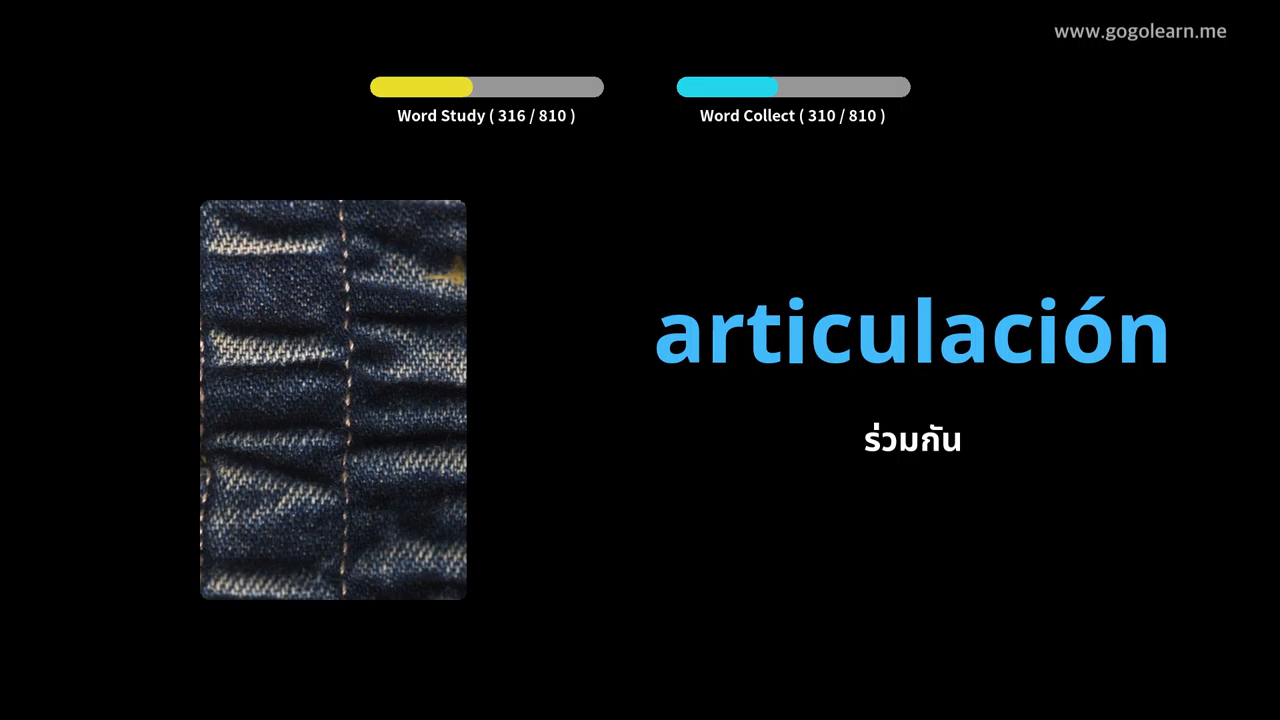 www.gogolearn.me
Word Study ( 316 / 810 )
Word Collect ( 310 / 810 )
articulación
ร่วมกัน